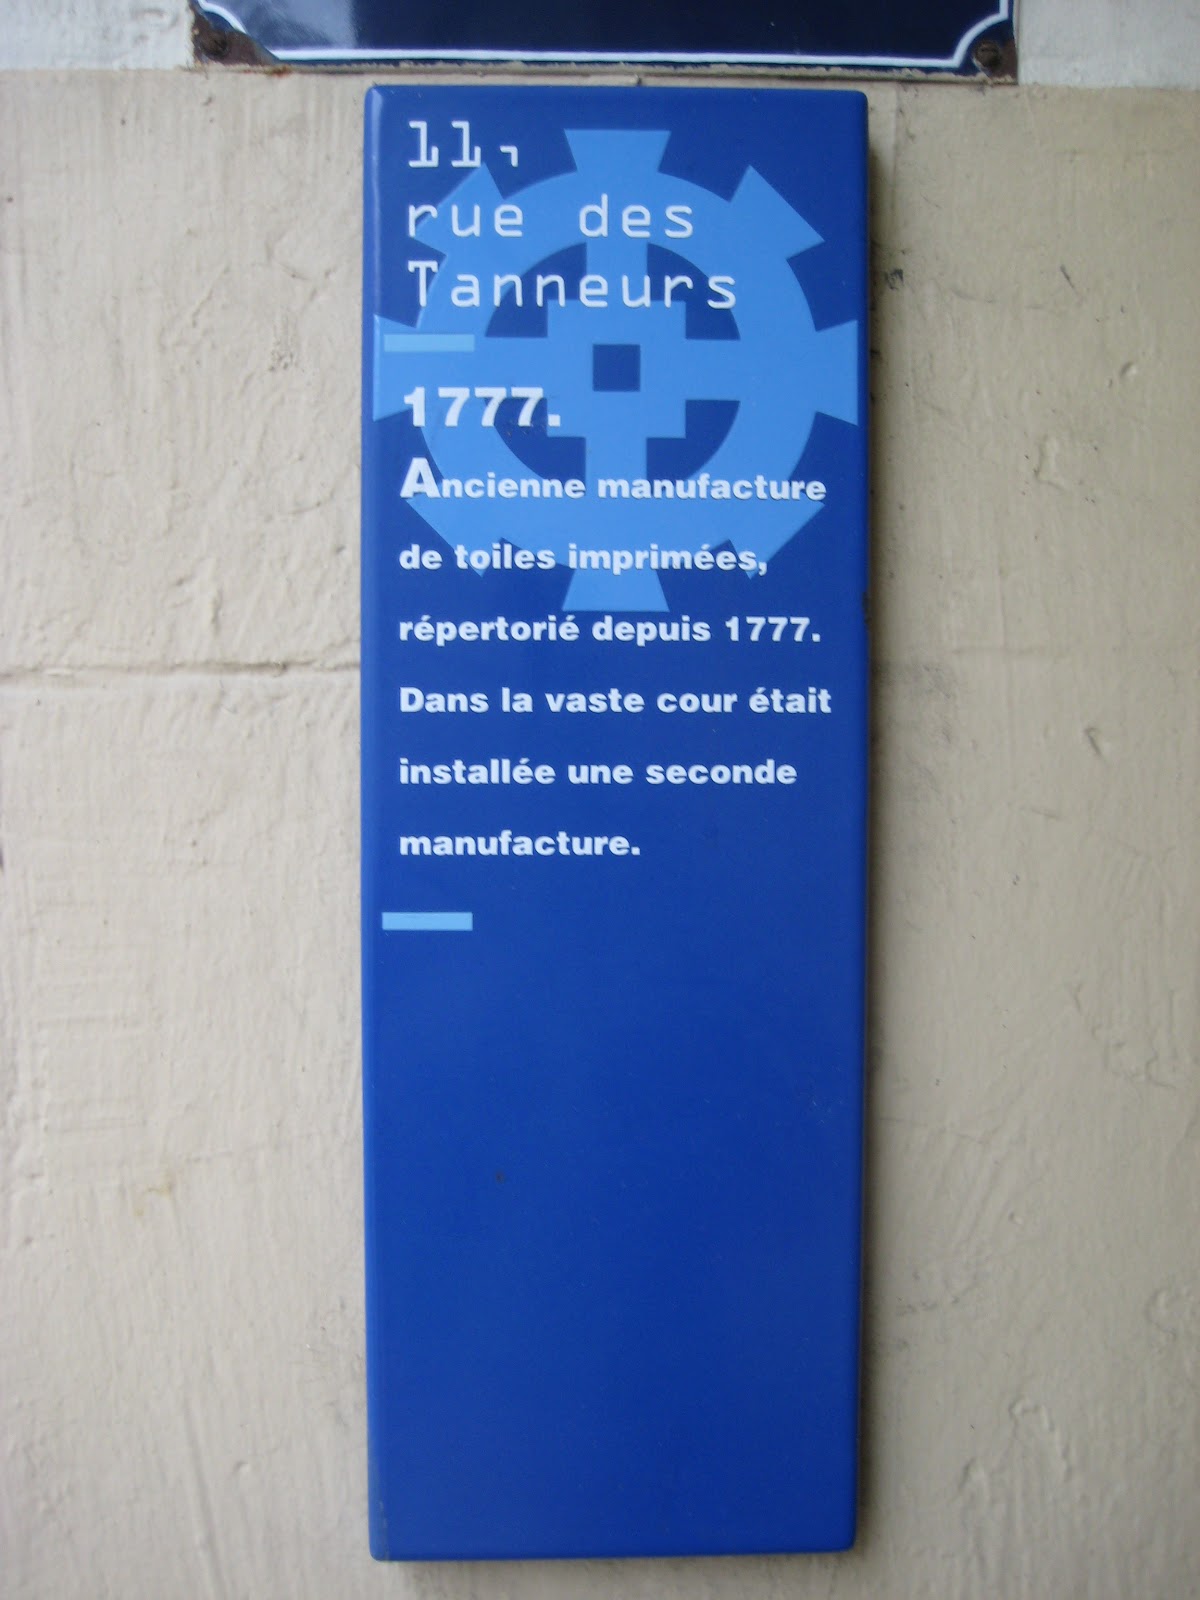 11,
rue des
Tanneurs
1777.
Ancienne manufacture
de toiles imprimées,
répertorié depuis 1777.
Dans la vaste cour était
installée une seconde
manufacture.